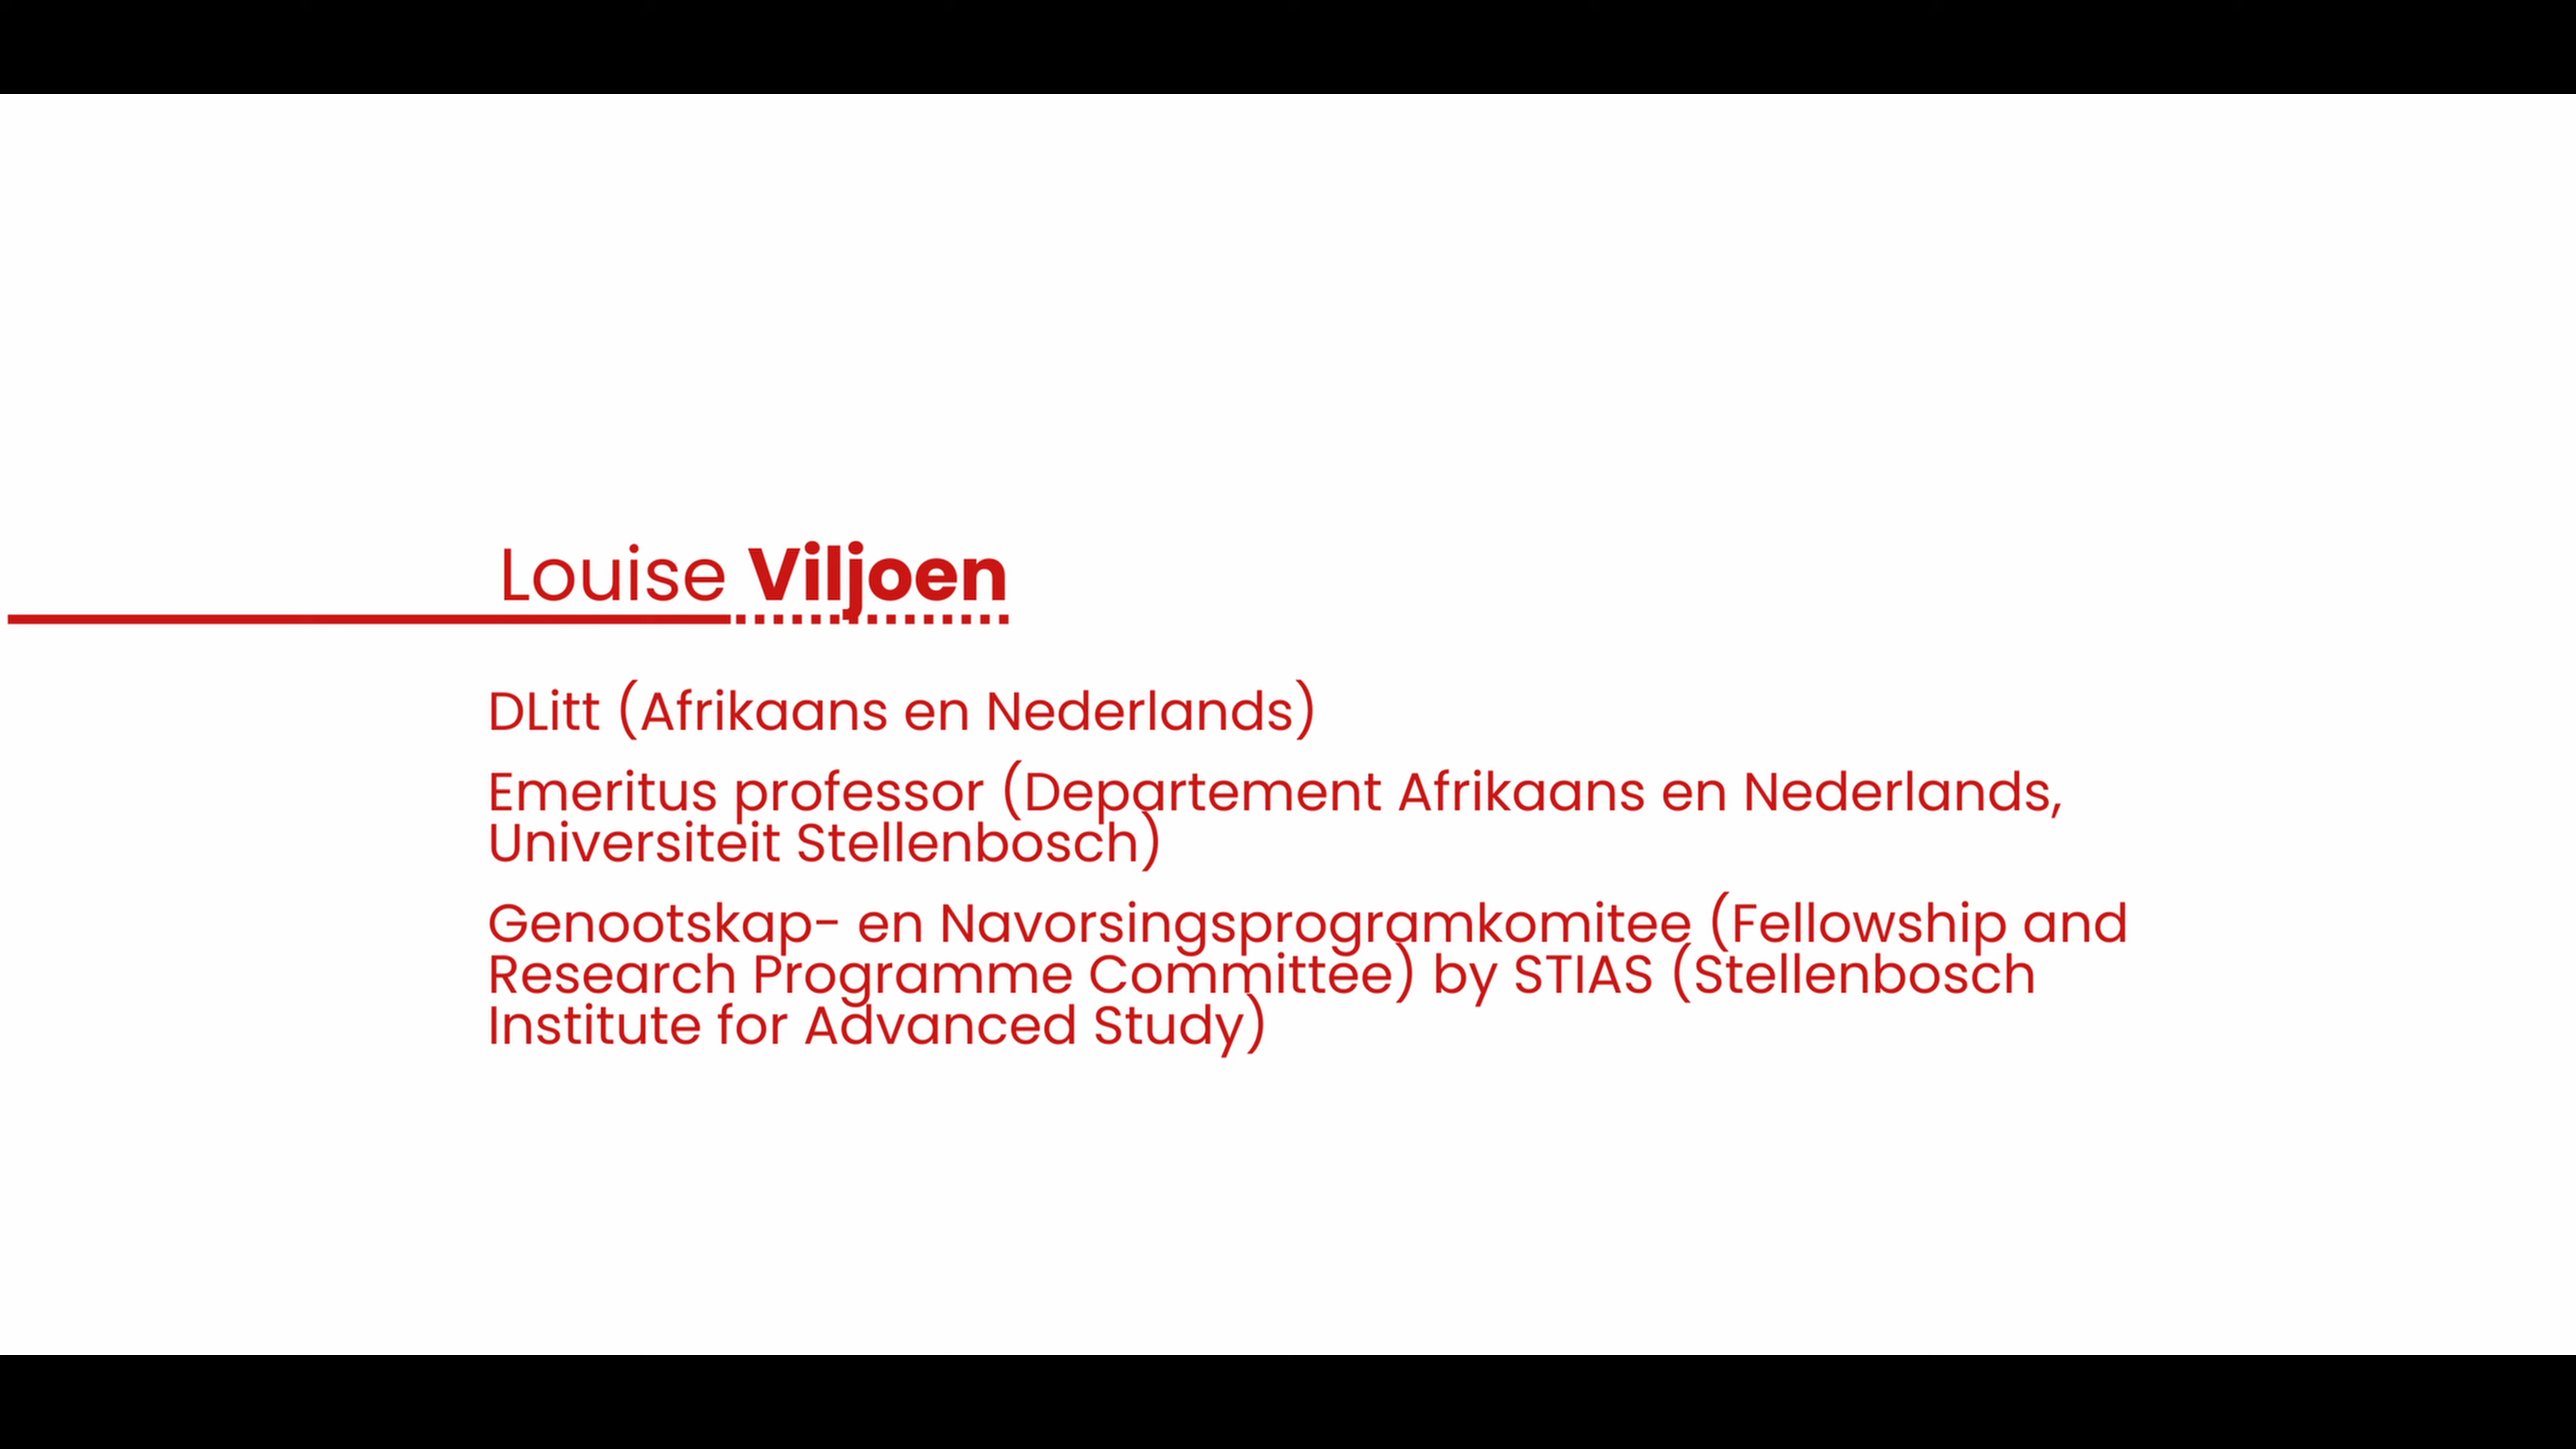 Louise Viljoen
DLitt (Afrikaans en Nederlands)
Emeritus professor (Departement Afrikaans en Nederlands,
Universiteit Stellenbosch)
Genootskap- en Navorsingsprogramkomitee (Fellowship and
Research Programme Committee) by STIAS (Stellenbosch
Institute for Advanced Study)